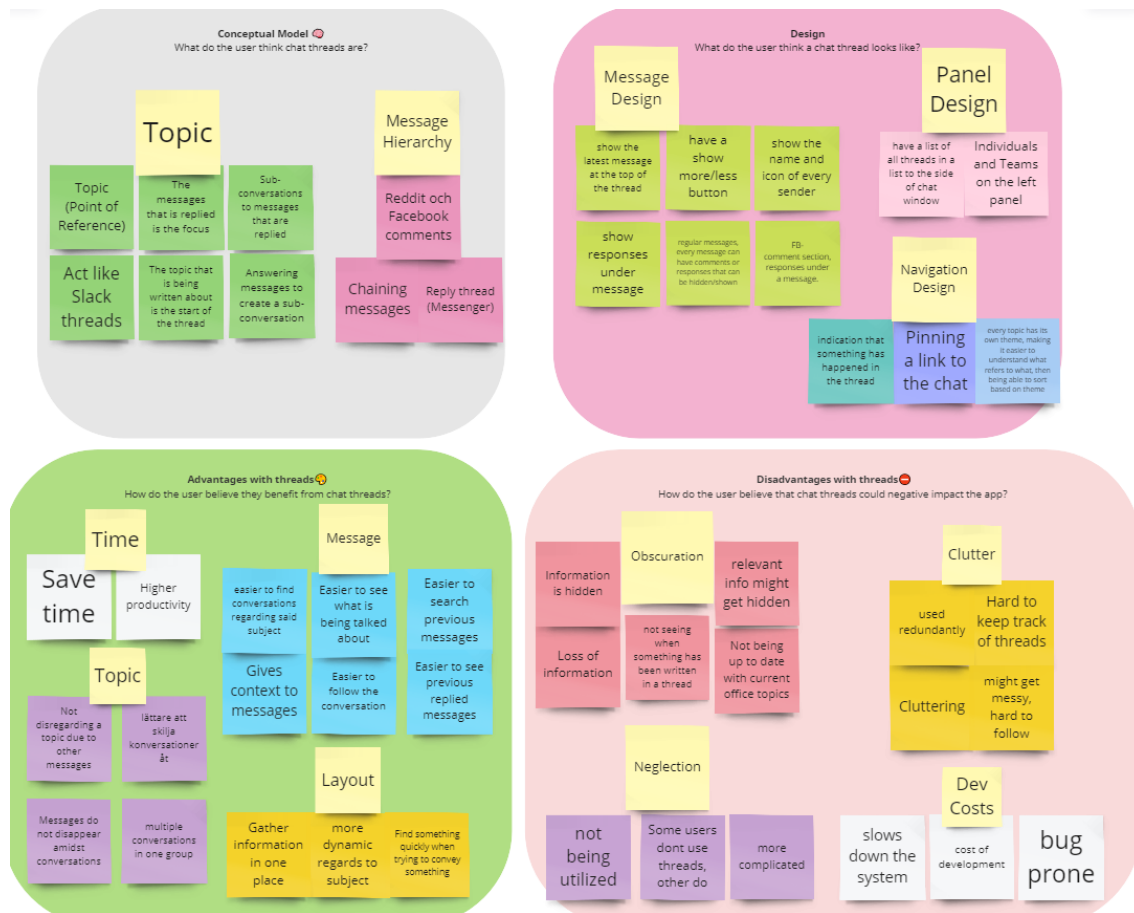 Conceptual Model
What do the user think chat threads are?
Topic
Topic
(Point of
Reference)
The
messages
that is replied
is the focus
Sub-
conversations
to messages
that are
replied
Act like
Slack
threads
The topic that
is being
written about
is the start of
the thread
Answering
messages to
create a sub-
conversation
Message
Hierarchy
Reddit och
Facebook
comments
Chaining
messages
Reply thread
(Messenger)
Design
What do the user think a chat thread looks like?
Message
Design
show the
latest message
at the top of
the thread
have a
show
more/less
button
show the
name and
icon of every
sender
show
responses
under
message
regular messages,
every message can
have comments or
responses that can
be hidden/shown
FB-
comment section,
responses under
a message.
Panel
Design
have a list of
all threads in a
list to the side
of chat
window
Individuals
and Teams
on the left
panel
Navigation
Design
indication that
something has
happened in
the thread
Pinning
a link to
the chat
every topic has its
own theme, making
it easier to
understand what
refers to what, then
being able to sort
based on theme
Advantages with threads
How do the user believe they benefit from chat threads?
Time
Save
time
Higher
productivity
Topic
Not
disregarding a
topic due to
other
messages
lättare att
skilja
konversationer
åt
Messages do
not disappear
amidst
conversations
multiple
conversations
in one group
Message
easier to find
conversations
regarding said
subject
Easier to see
what is
being talked
about
Easier to
search
previous
messages
Gives
context to
messages
Easier to
follow the
conversation
Easier to see
previous
replied
messages
Layout
Gather
information
in one
place
more
dynamic
regards to
subject
Find something
quickly when
trying to convey
something
Disadvantages with threads
How do the user believe that chat threads could negative impact the app?
Obscuration
Information
is hidden
relevant
info might
get hidden
Loss of
information
not seeing
when
something has
been written
in a thread
Not being
up to date
with current
office topics
Clutter
used
redundantly
Hard to
keep track
of threads
Cluttering
might get
messy,
hard to
follow
Neglection
not
being
utilized
Some users
dont use
threads,
other do
more
complicated
Dev
Costs
slows
down the
system
cost of
development
bug
prone